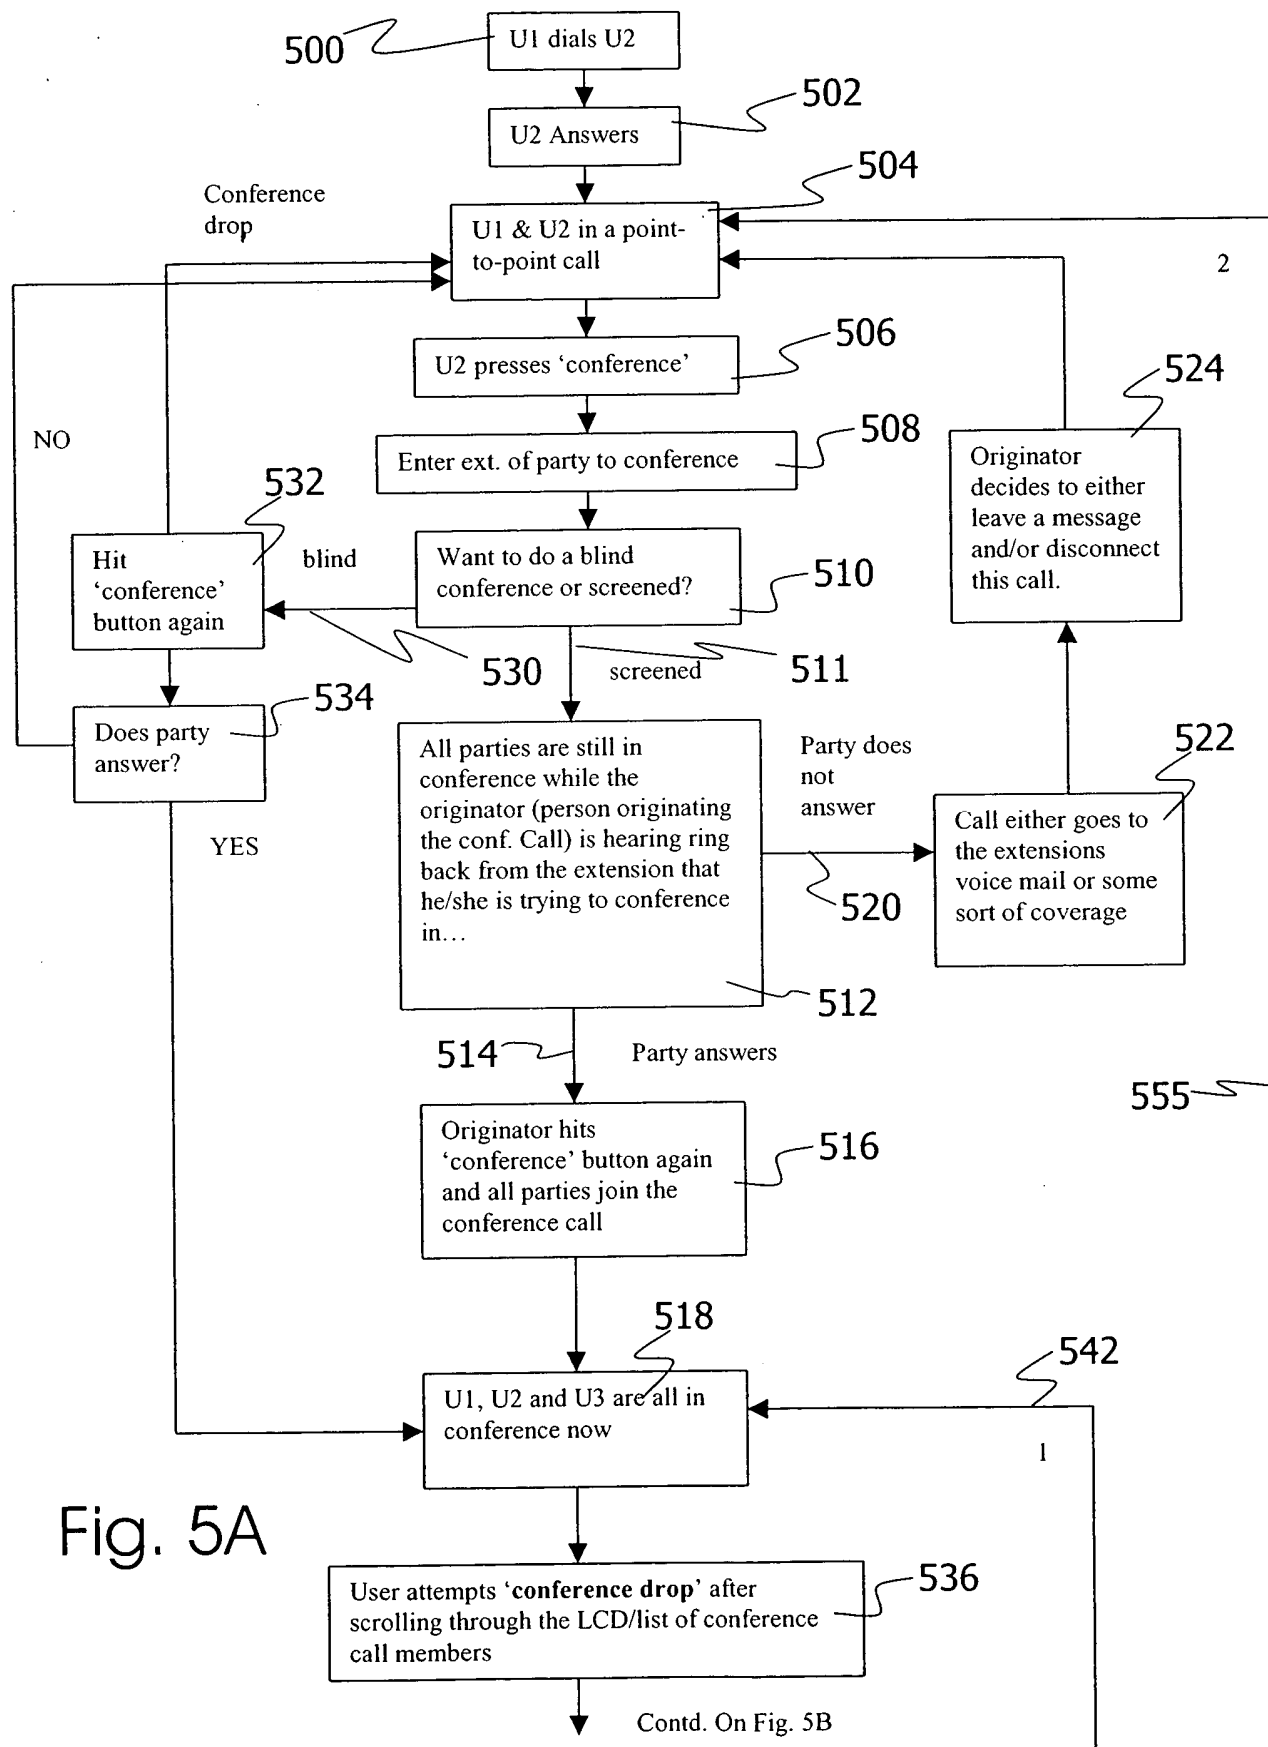 500
U1 dials U2
502
U2 Answers
504
Conference
drop
U1 & U2 in a point-
to-point call
2
506
U2 presses ‘conference’
524
NO
508
Enter ext. of party to conference
Originator
decides to either
leave a message
and/or disconnect
this call.
532
Hit
‘conference’
button again
blind
Want to do a blind
conference or screened?
510
530
screened
511
534
Does party
answer?
YES
All parties are still in
conference while the
originator (person originating
the conf. Call) is hearing ring
back from the extension that
he/she is trying to conference
in…
512
Party does
not
answer
520
522
Call either goes to
the extensions
voice mail or some
sort of coverage
514
Party answers
555
Originator hits
‘conference’ button again
and all parties join the
conference call
516
518
542
U1, U2 and U3 are all in
conference now
1
Fig. 5A
User attempts ‘conference drop’ after
scrolling through the LCD/list of conference
call members
536
Contd. On Fig. 5B